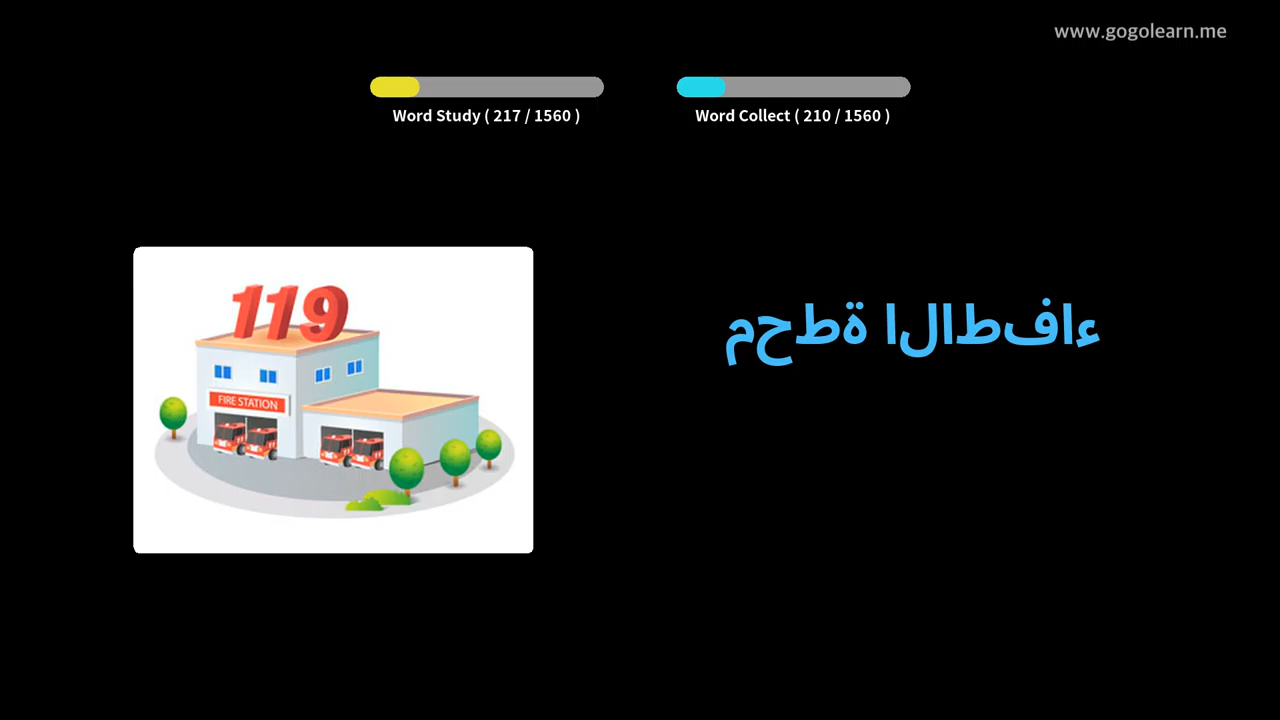 www.gogolearn.me
Word Study ( 217 / 1560 )
Word Collect ( 210 / 1560 )
119
FIRE STATION
محطة الاطفاء